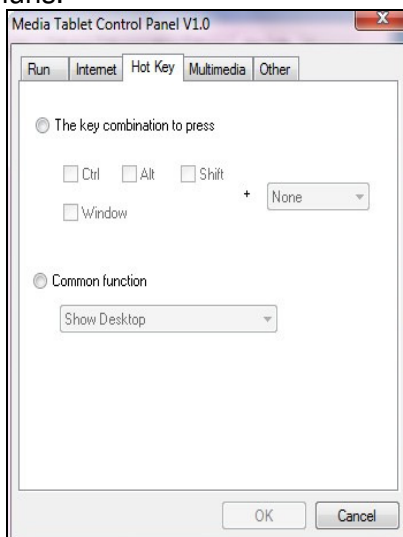 Media Tablet Control Panel V1.0
Run Internet Hot Key Multimedia Other
The key combination to press
Ctrl Alt Shift
+ None
Window
Common function
Show Desktop
OK Cancel